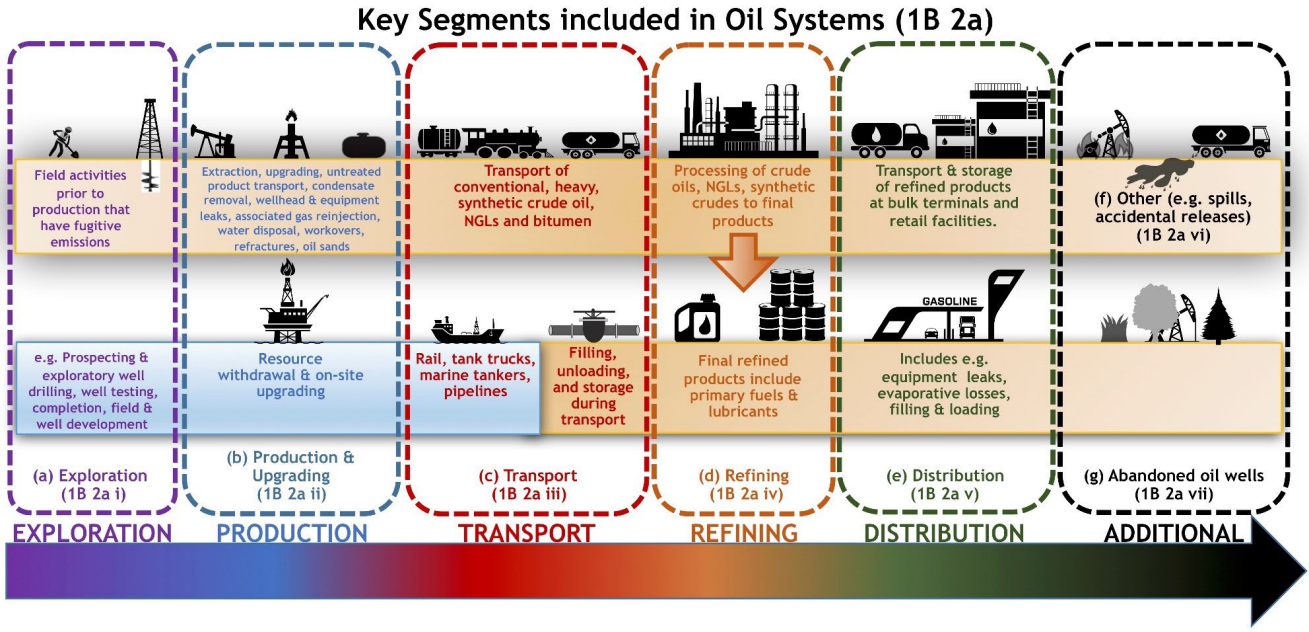 Key Segments included in Oil Systems (1B 2a)
Field activities
prior to
production that
have fugitive
emissions
e.g. Prospecting &
exploratory well
drilling, well testing,
completion, field &
well development
(a) Exploration
(1B 2a i)
EXPLORATION
Extraction, upgrading, untreated
product transport, condensate
removal, wellhead & equipment
leaks, associated gas reinjection,
water disposal, workovers,
refractures, oil sands
Resource
withdrawal & on-site
upgrading
(b) Production &
Upgrading
(1B 2a ii)
PRODUCTION
Transport of
conventional, heavy,
synthetic crude oil,
NGLs and bitumen
Rail, tank trucks,
marine tankers,
pipelines
Filling,
unloading,
and storage
during
transport
(c) Transport
(1B 2a iii)
TRANSPORT
Processing of crude
oils, NGLs, synthetic
crudes to final
products
Final refined
products include
primary fuels &
lubricants
(d) Refining
(1B 2a iv)
REFINING
Transport & storage
of refined products
at bulk terminals and
retail facilities.
GASOLINE
Includes e.g.
equipment leaks,
evaporative losses,
filling & loading
(e) Distribution
(1B 2a v)
DISTRIBUTION
(f) Other (e.g. spills,
accidental releases)
(1B 2a vi)
(g) Abandoned oil wells
(1B 2a vii)
ADDITIONAL